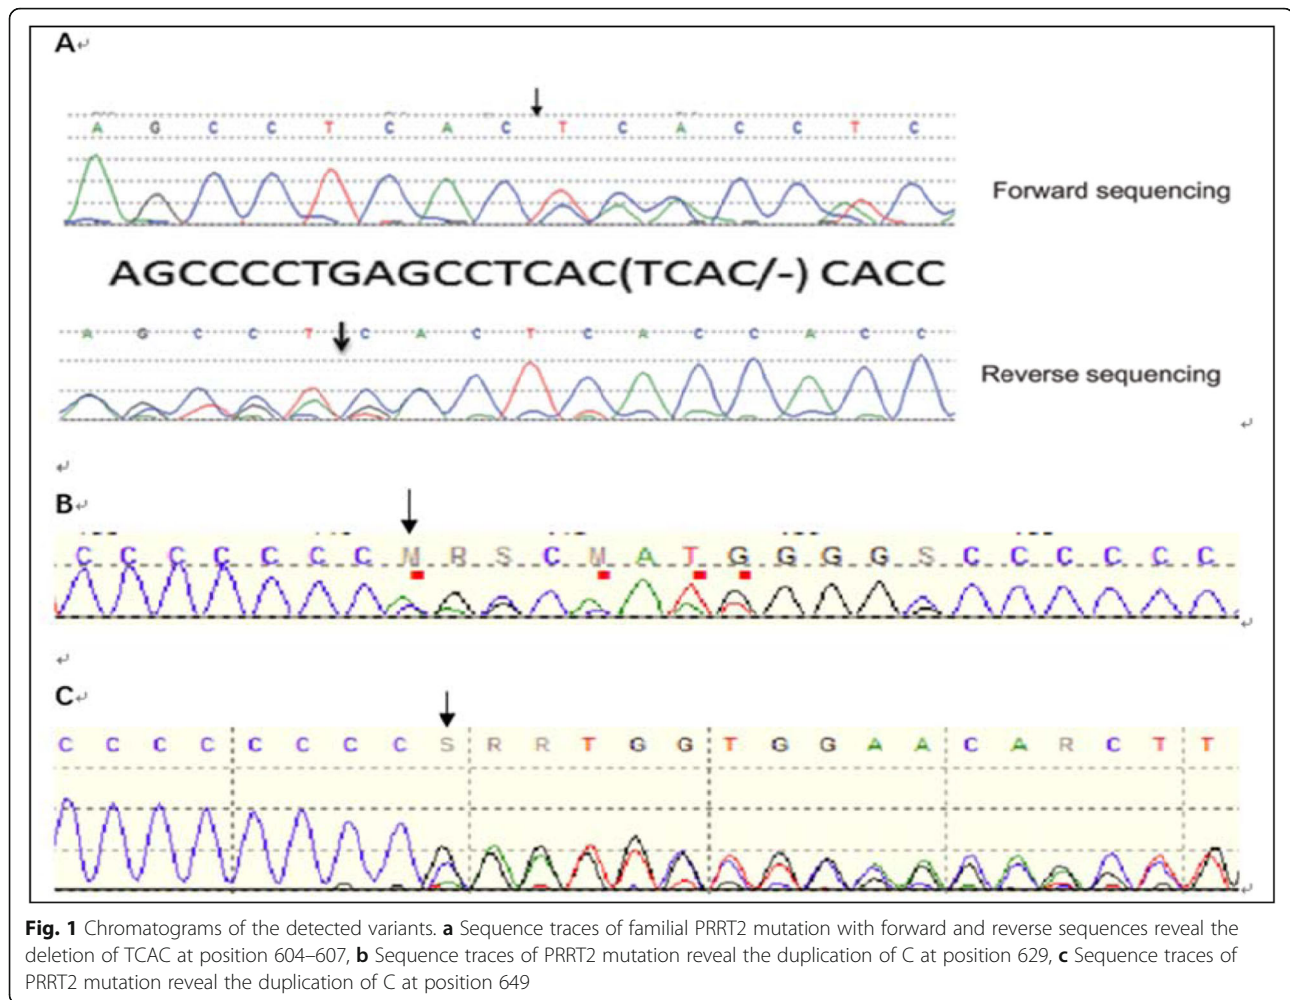 A
A G C C T C A C T C A C C T C
Forward sequencing
AGCCCCTGAGCCTCAC(TCAC/-) CACC
A G C C T C A C T C A C C A C C
Reverse sequencing
B
C C C C C C C M R S C M A T G G G G S C C C C C C
C
C C C C C C C C S R R T G G T G G A A C A R C T T
Fig. 1 Chromatograms of the detected variants. a Sequence traces of familial PRRT2 mutation with forward and reverse sequences reveal the
deletion of TCAC at position 604–607, b Sequence traces of PRRT2 mutation reveal the duplication of C at position 629, c Sequence traces of
PRRT2 mutation reveal the duplication of C at position 649